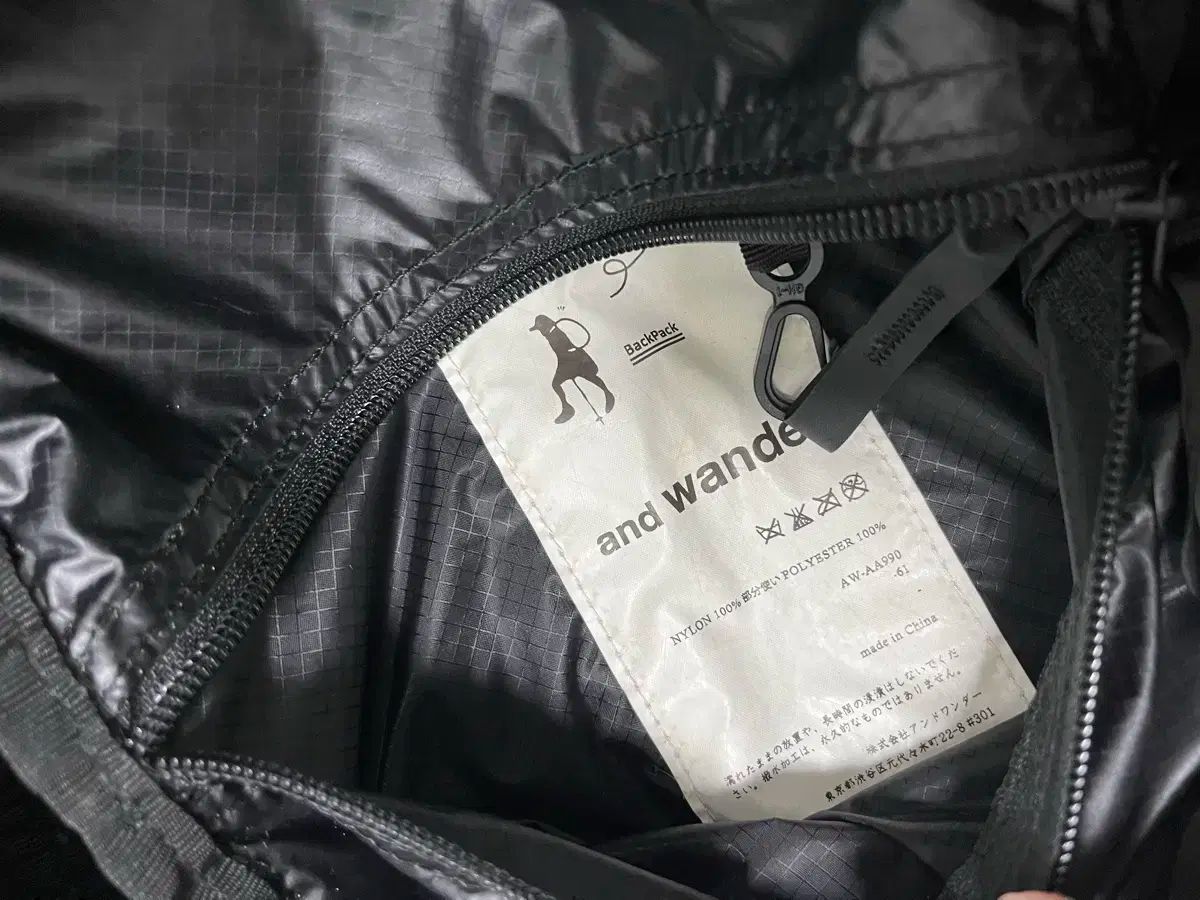 BackPack
and wande
NYLON 100% 部分使い POLYESTER 100%
AW-AA990
-61
made in China
濡れたままの放置や、長時間の浸漬はしないでくだ
さい。撥水加工は、永久的なものではありません。
株式会社アンドワンダー
東京都渋谷区元代々木町22-8 #301